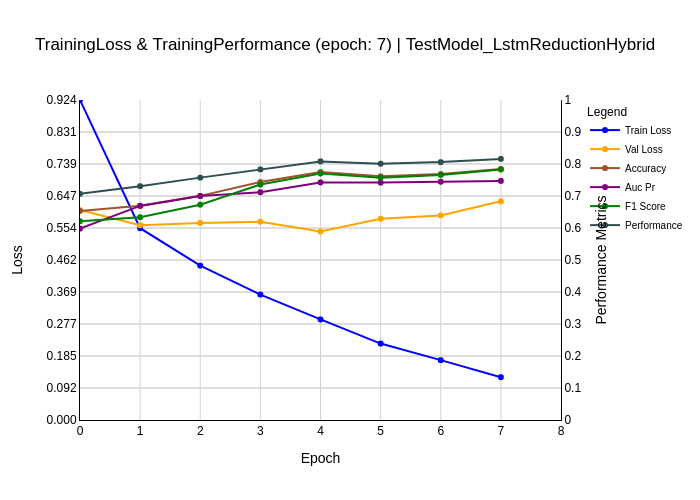 TrainingLoss & TrainingPerformance (epoch: 7) | TestModel_LstmReductionHybrid
Legend
Train Loss
Val Loss
Accuracy
Auc Pr
F1 Score
Performance
0.924
0.831
0.739
0.647
0.554
0.462
0.369
0.277
0.185
0.092
0.000
Loss
1
0.9
0.8
0.7
0.6
0.5
0.4
0.3
0.2
0.1
0
Performance Metrics
0 1 2 3 4 5 6 7 8
Epoch